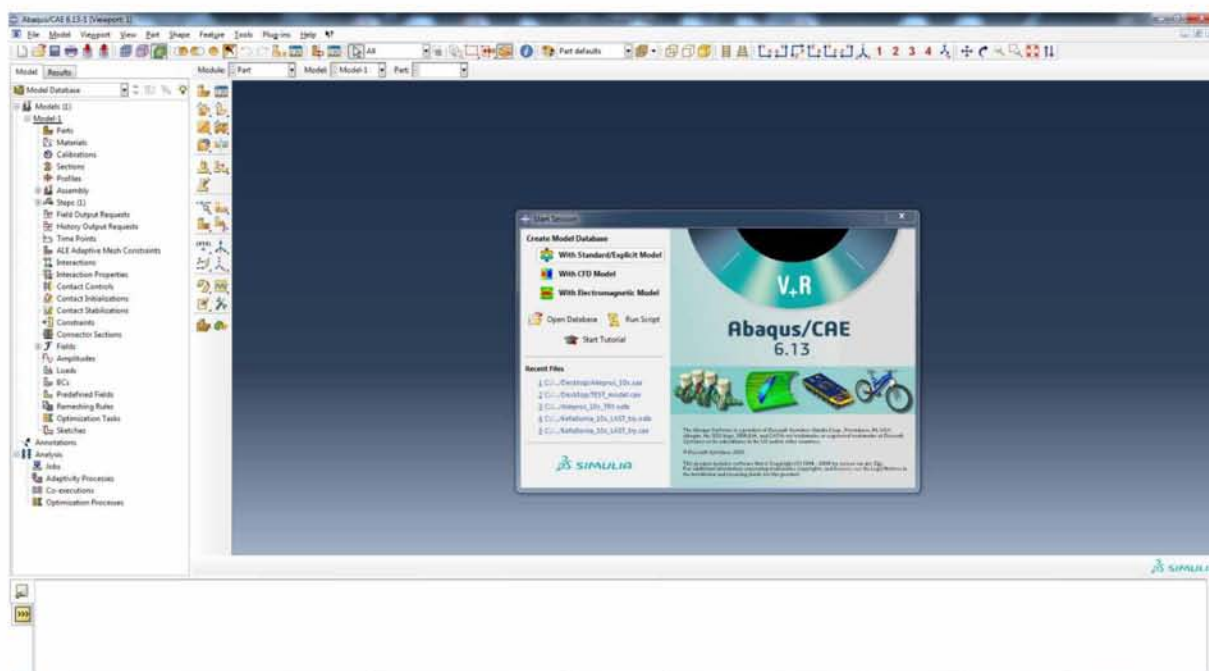 Abaqus/CAE 6.13-1 [Viewport: 1]
File Model Viewport View Part Shape Feature Tools Plug-ins Help
All Part defaults 1 2 3 4
Model Results Module: Part Model: Model-1 Part:
Model Database
Models (1)
Model-1
Parts
Materials
Calibrations
Sections
Profiles
Assembly
Steps (1)
Field Output Requests
History Output Requests
Time Points
ALE Adaptive Mesh Constraints
Interactions
Interaction Properties
Contact Controls
Contact Initializations
Contact Stabilizations
Constraints
Connector Sections
Fields
Amplitudes
Loads
BCs
Predefined Fields
Remeshing Rules
Optimization Tasks
Sketches
Annotations
Analysis
Jobs
Adaptivity Processes
Co-executions
Optimization Processes
Start Session
Create Model Database
With Standard/Explicit Model
With CFD Model
With Electromagnetic Model
Open Database Run Script
Start Tutorial
Recent Files
SIMULIA
V+R
Abaqus/CAE
6.13
SIMULIA
>>>